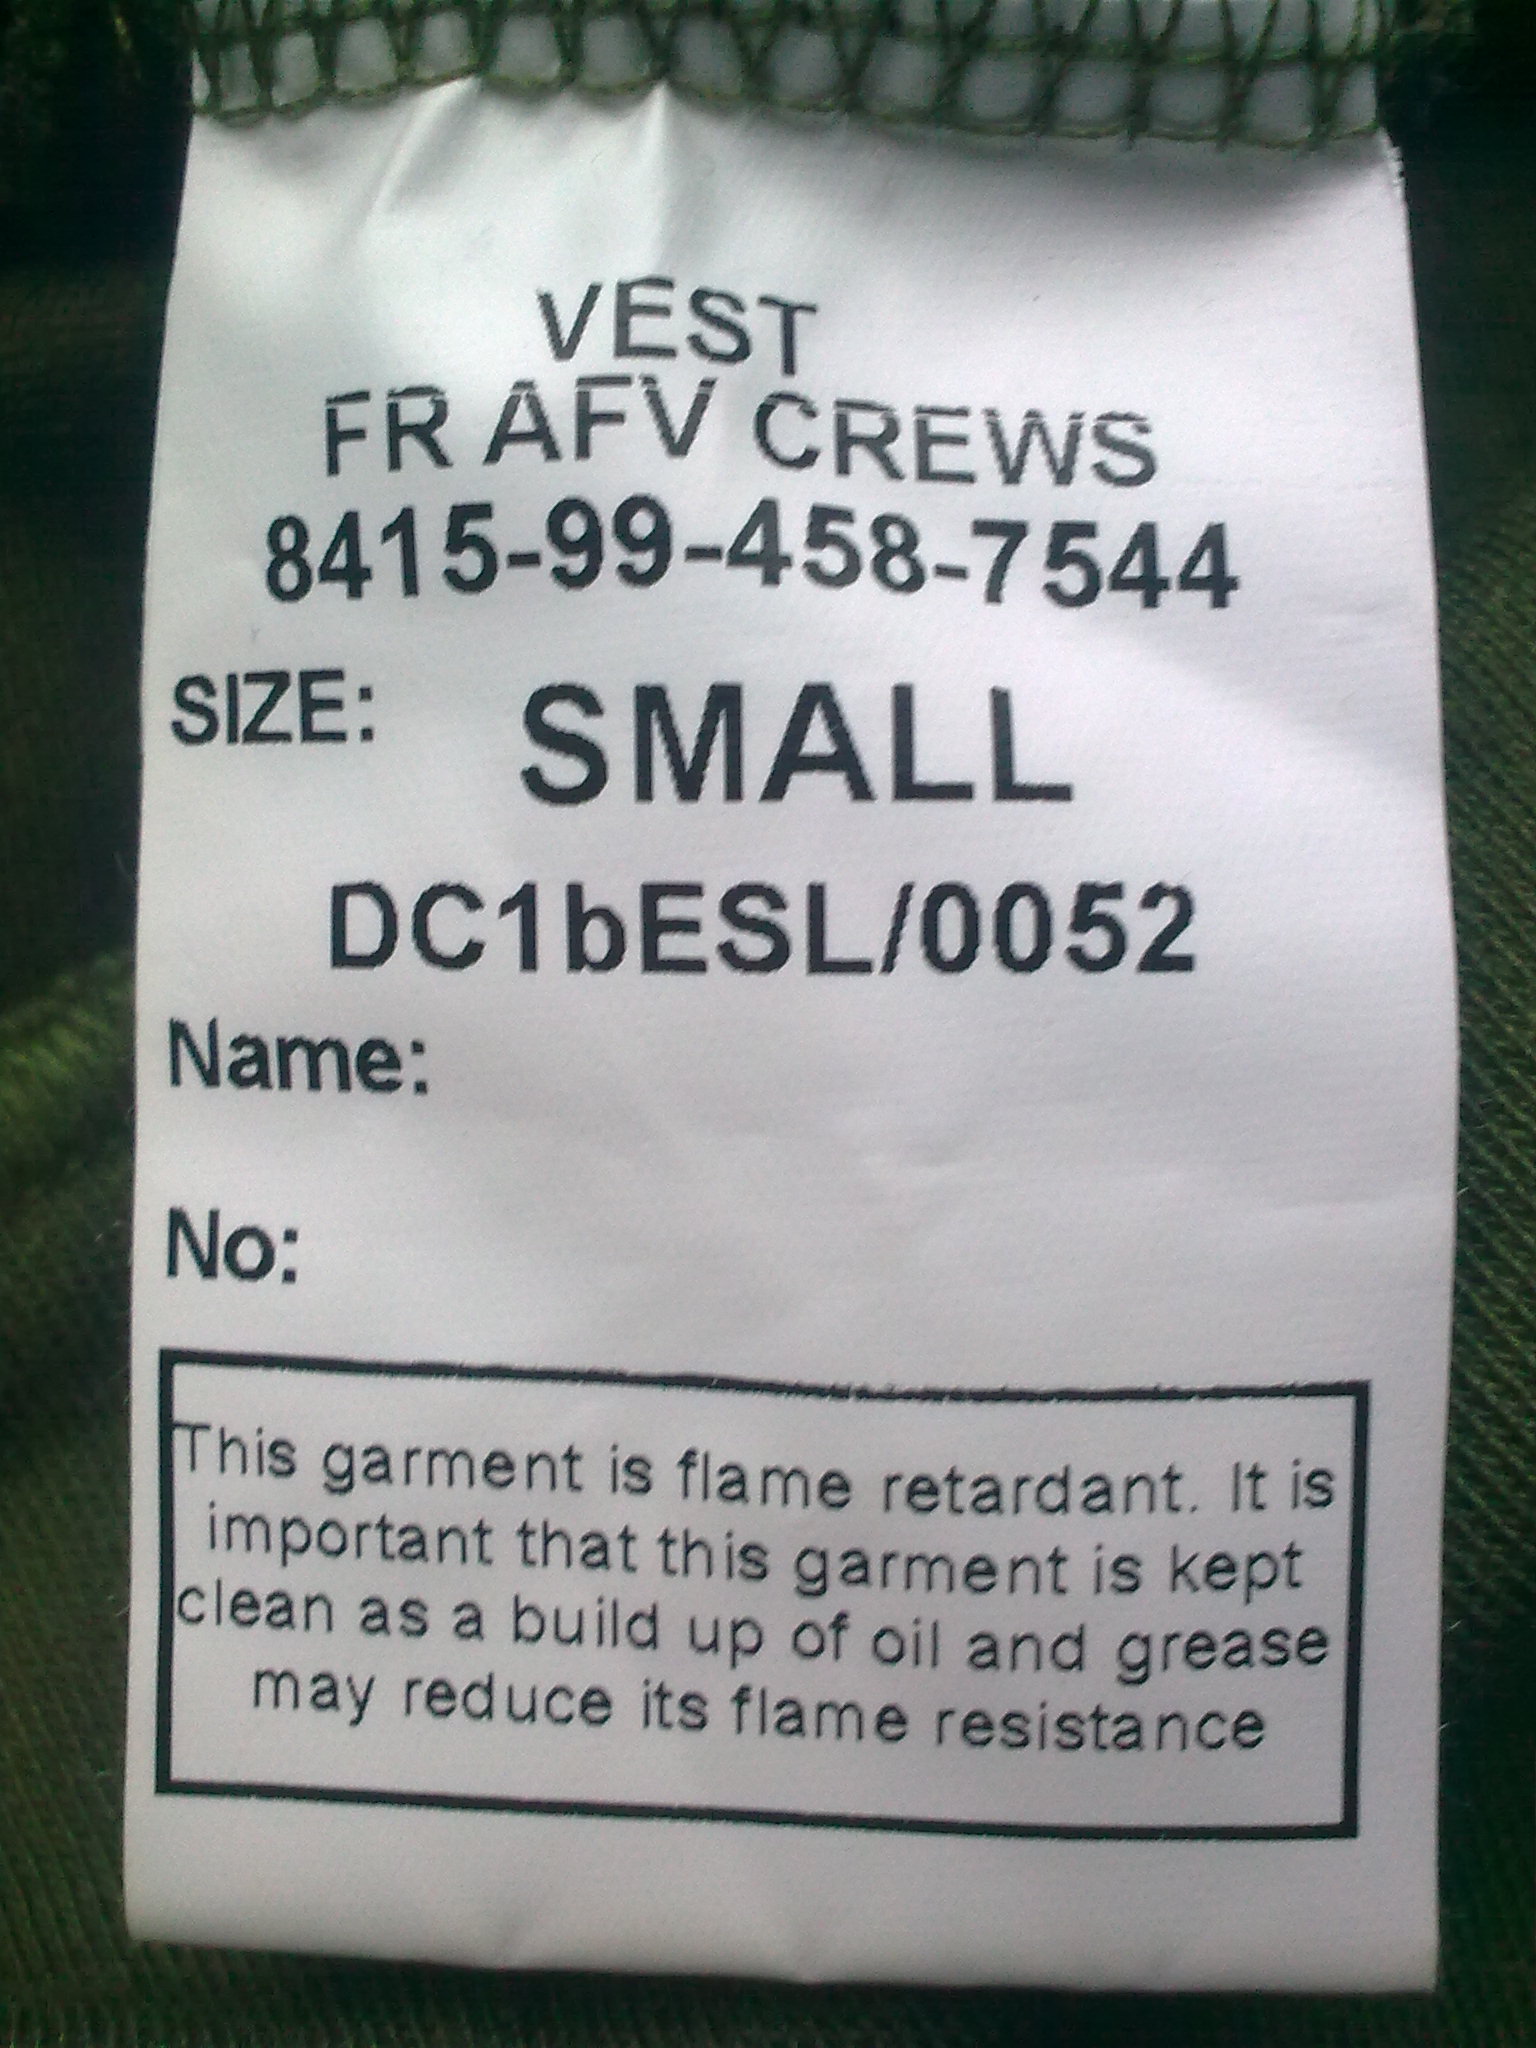 VEST
FR AFV CREWS
8415-99-458-7544
SIZE: SMALL
DC1bESL/0052
Name:
No:
This garment is flame retardant. It is
important that this garment is kept
clean as a build up of oil and grease
may reduce its flame resistance